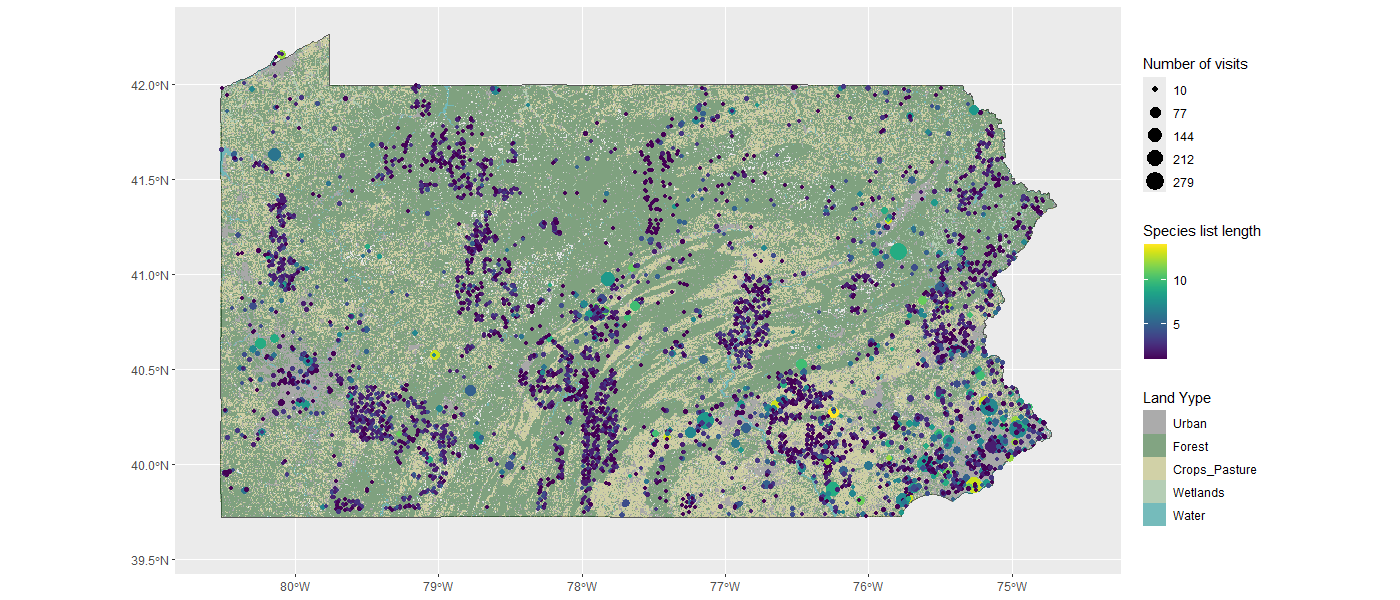 42.0°N
41.5°N
41.0°N
40.5°N
40.0°N
39.5°N
80°W
79°W
78°W
77°W
76°W
75°W
Number of visits
10
77
144
212
279
Species list length
10
5
Land Yype
Urban
Forest
Crops_Pasture
Wetlands
Water